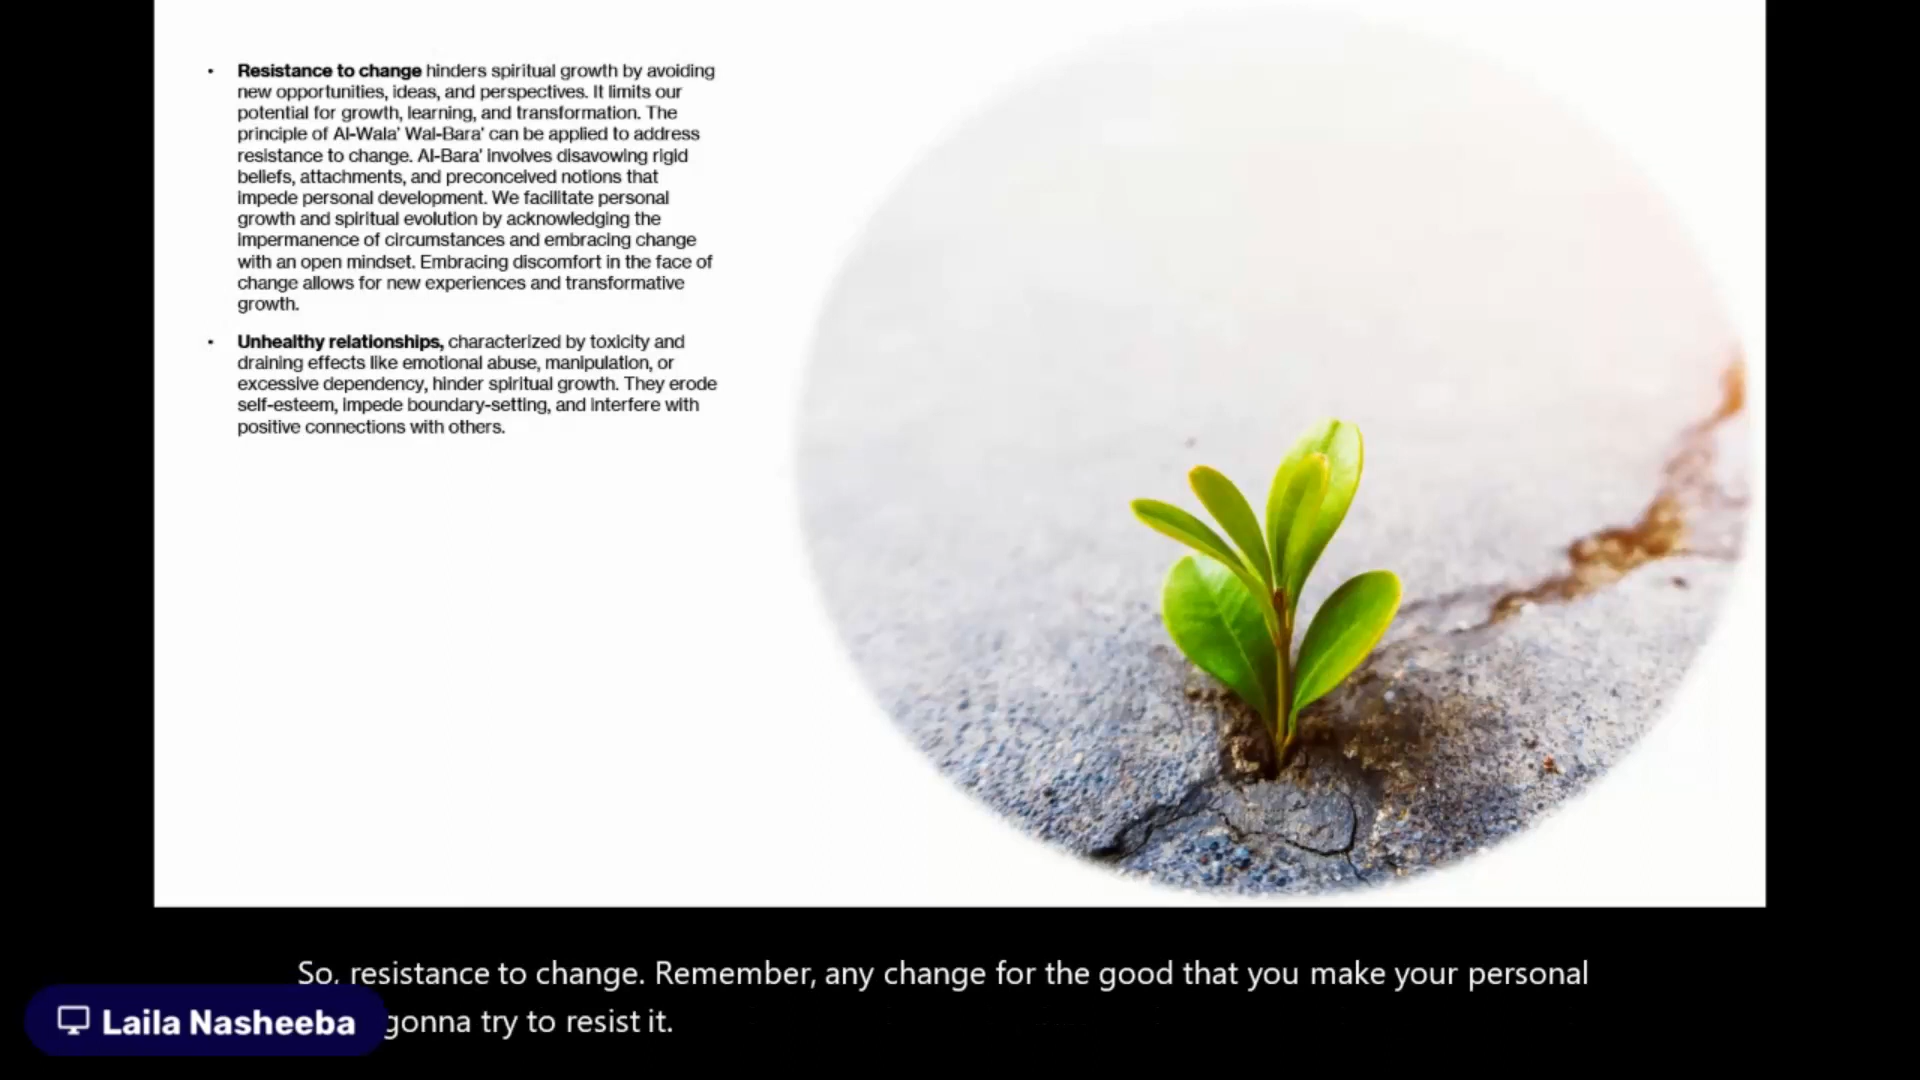 • Resistance to change hinders spiritual growth by avoiding
new opportunities, ideas, and perspectives. It limits our
potential for growth, learning, and transformation. The
principle of Al-Wala' Wal-Bara' can be applied to address
resistance to change. Al-Bara' involves disavowing rigid
beliefs, attachments, and preconceived notions that
impede personal development. We facilitate personal
growth and spiritual evolution by acknowledging the
impermanence of circumstances and embracing change
with an open mindset. Embracing discomfort in the face of
change allows for new experiences and transformative
growth.
• Unhealthy relationships, characterized by toxicity and
draining effects like emotional abuse, manipulation, or
excessive dependency, hinder spiritual growth. They erode
self-esteem, impede boundary-setting, and interfere with
positive connections with others.
So, resistance to change. Remember, any change for the good that you make your personal
gonna try to resist it.
Laila Nasheeba